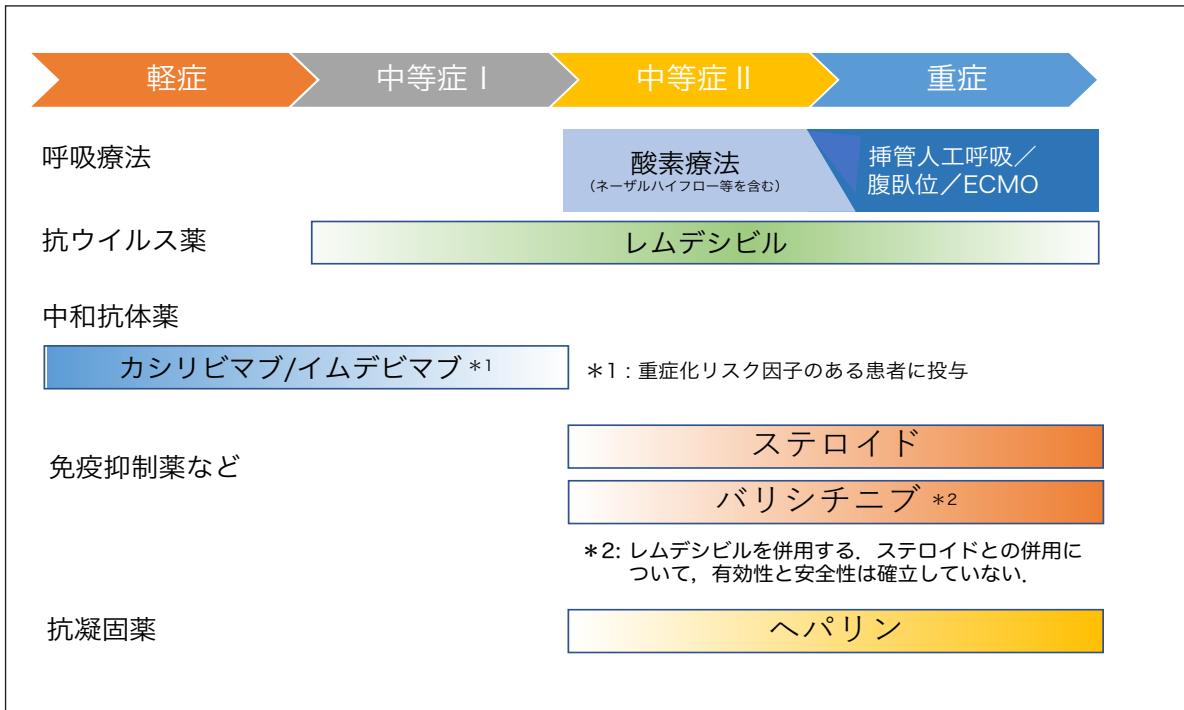 軽症
中等症 I
中等症 II
重症
呼吸療法
酸素療法
(ネーザルハイフロー等を含む)
挿管人工呼吸／
腹臥位／ECMO
抗ウイルス薬
レムデシビル
中和抗体薬
カシリビマブ/イムデビマブ *1
*1：重症化リスク因子のある患者に投与
免疫抑制薬など
ステロイド
バリシチニブ *2
*2: レムデシビルを併用する．ステロイドとの併用に
ついて，有効性と安全性は確立していない．
抗凝固薬
ヘパリン